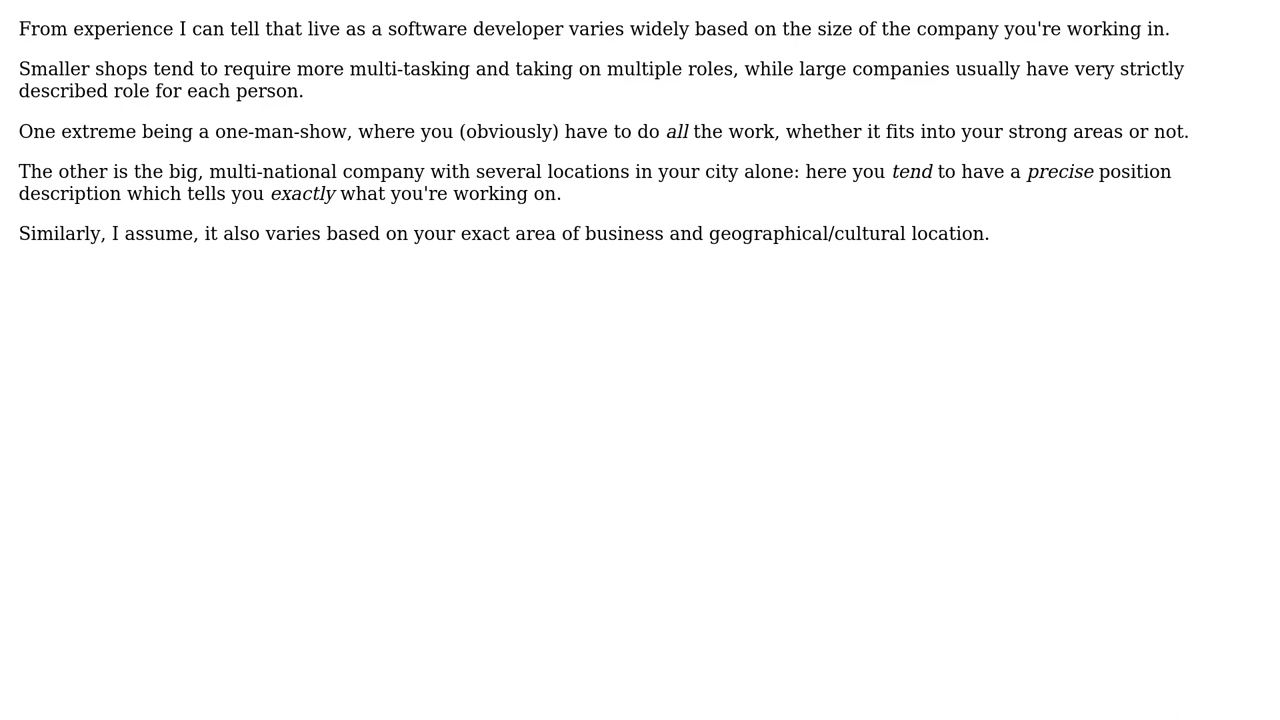 From experience I can tell that live as a software developer varies widely based on the size of the company you're working in.
Smaller shops tend to require more multi-tasking and taking on multiple roles, while large companies usually have very strictly
described role for each person.
One extreme being a one-man-show, where you (obviously) have to do all the work, whether it fits into your strong areas or not.
The other is the big, multi-national company with several locations in your city alone: here you tend to have a precise position
description which tells you exactly what you're working on.
Similarly, I assume, it also varies based on your exact area of business and geographical/cultural location.